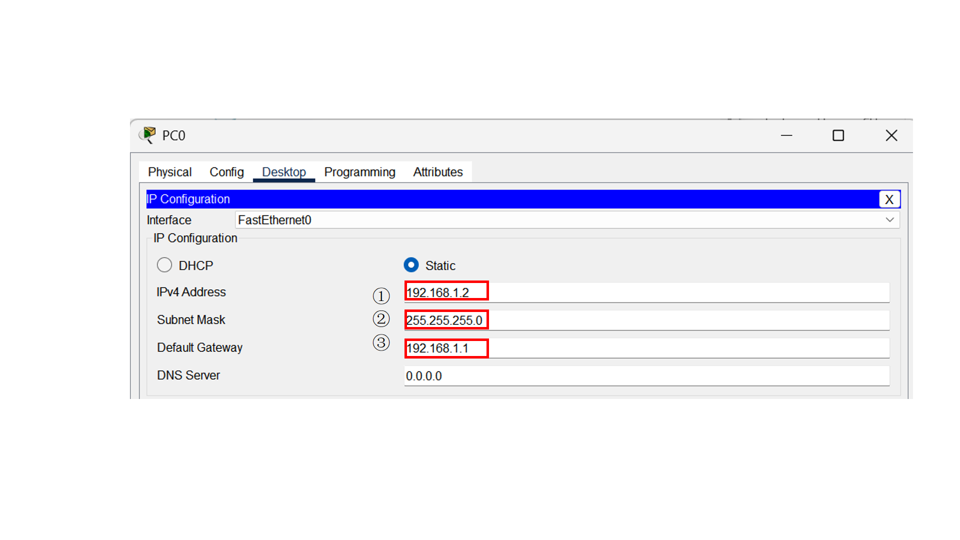 PC0
Physical Config Desktop Programming Attributes
IP Configuration X
Interface FastEthernet0
IP Configuration
DHCP Static
IPv4 Address ① 192.168.1.2
Subnet Mask ② 255.255.255.0
Default Gateway ③ 192.168.1.1
DNS Server 0.0.0.0